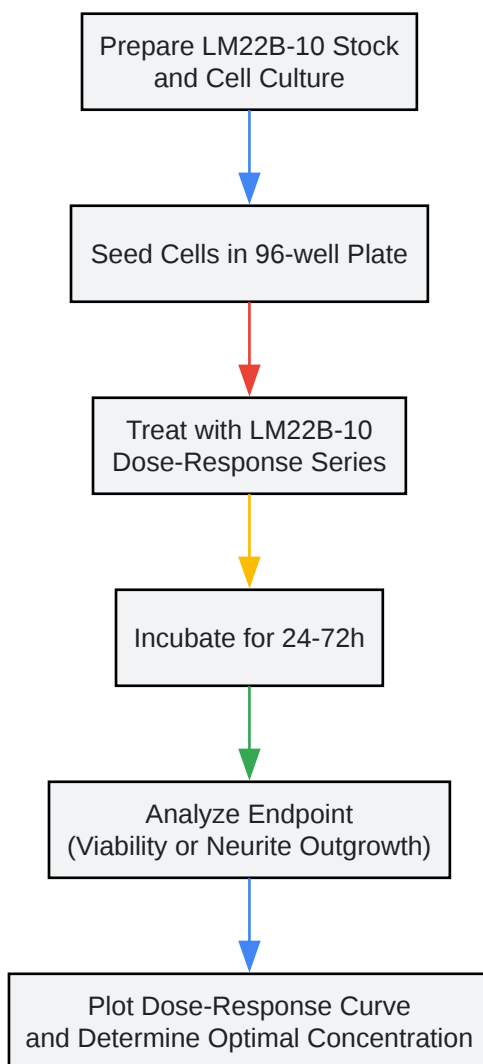 Prepare LM22B-10 Stock
and Cell Culture
Seed Cells in 96-well Plate
Treat with LM22B-10
Dose-Response Series
Incubate for 24-72h
Analyze Endpoint
(Viability or Neurite Outgrowth)
Plot Dose-Response Curve
and Determine Optimal Concentration